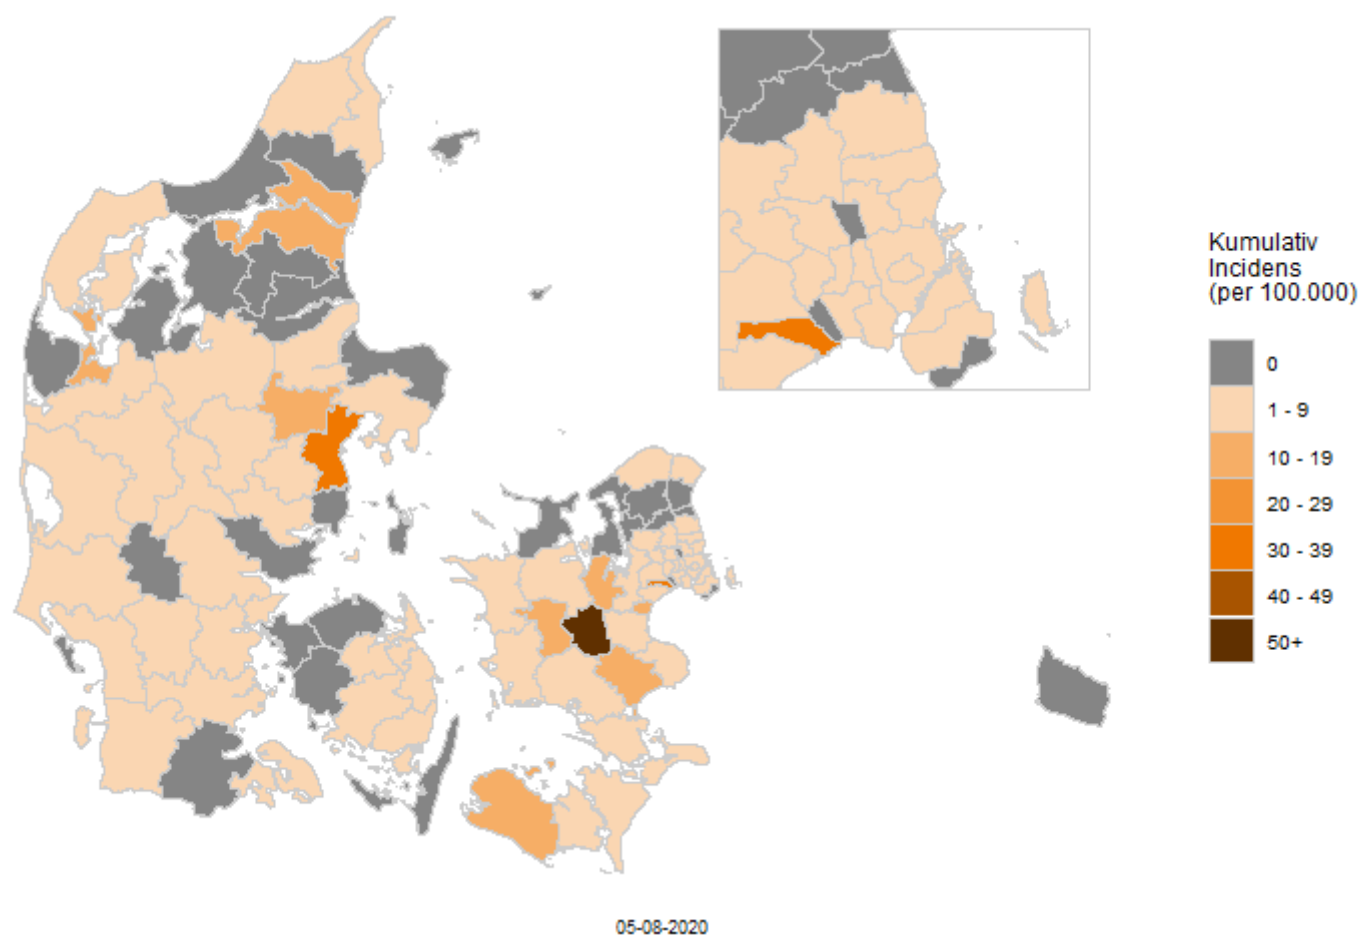 Kumulativ
Incidens
(per 100.000)
0
1 - 9
10 - 19
20 - 29
30 - 39
40 - 49
50+
05-08-2020